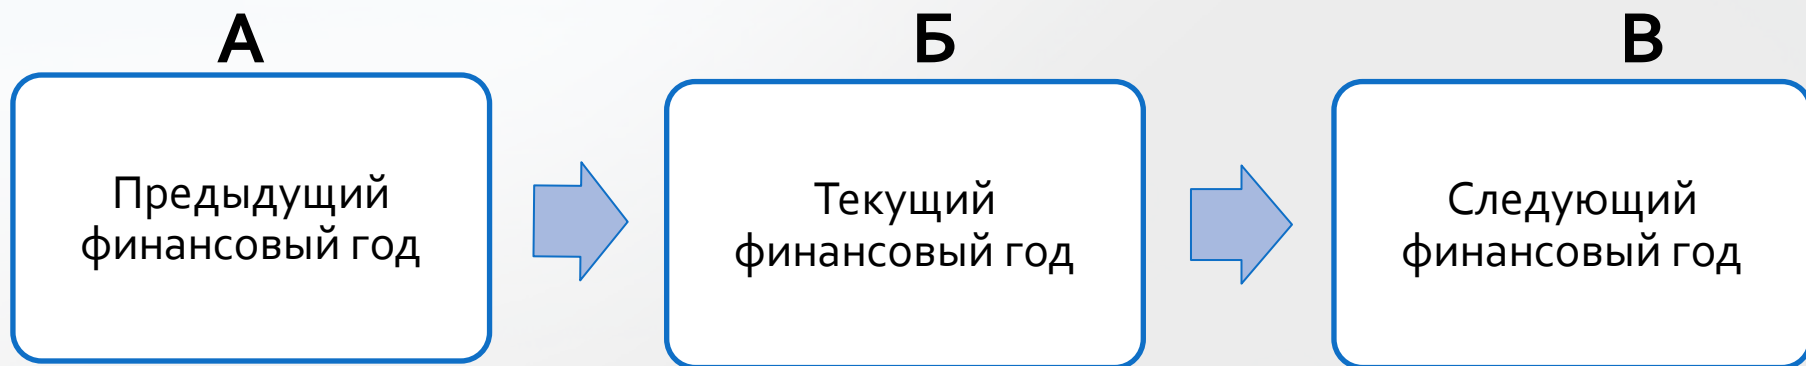 А
Б
В
Предыдущий
финансовый год
Текущий
финансовый год
Следующий
финансовый год